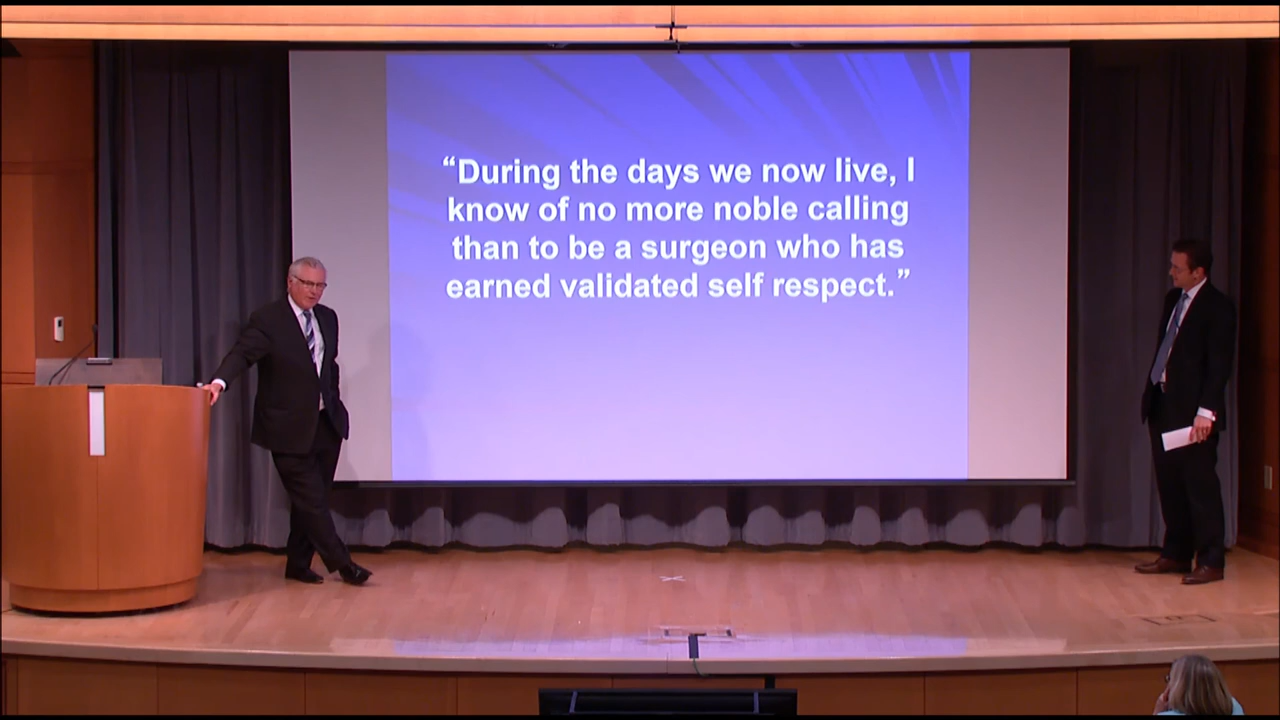 “During the days we now live, I
know of no more noble calling
than to be a surgeon who has
earned validated self respect.”